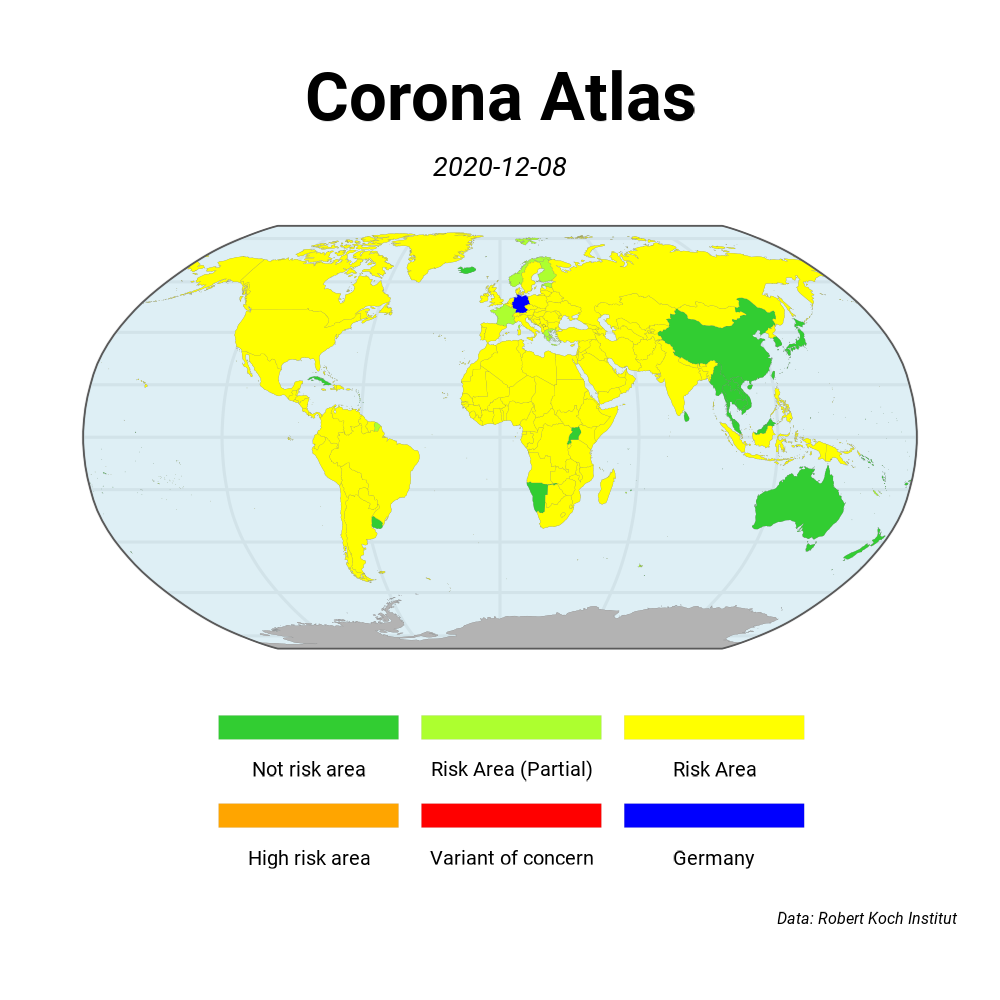 Corona Atlas
2020-12-08
Not risk area
Risk Area (Partial)
Risk Area
High risk area
Variant of concern
Germany
Data: Robert Koch Institut